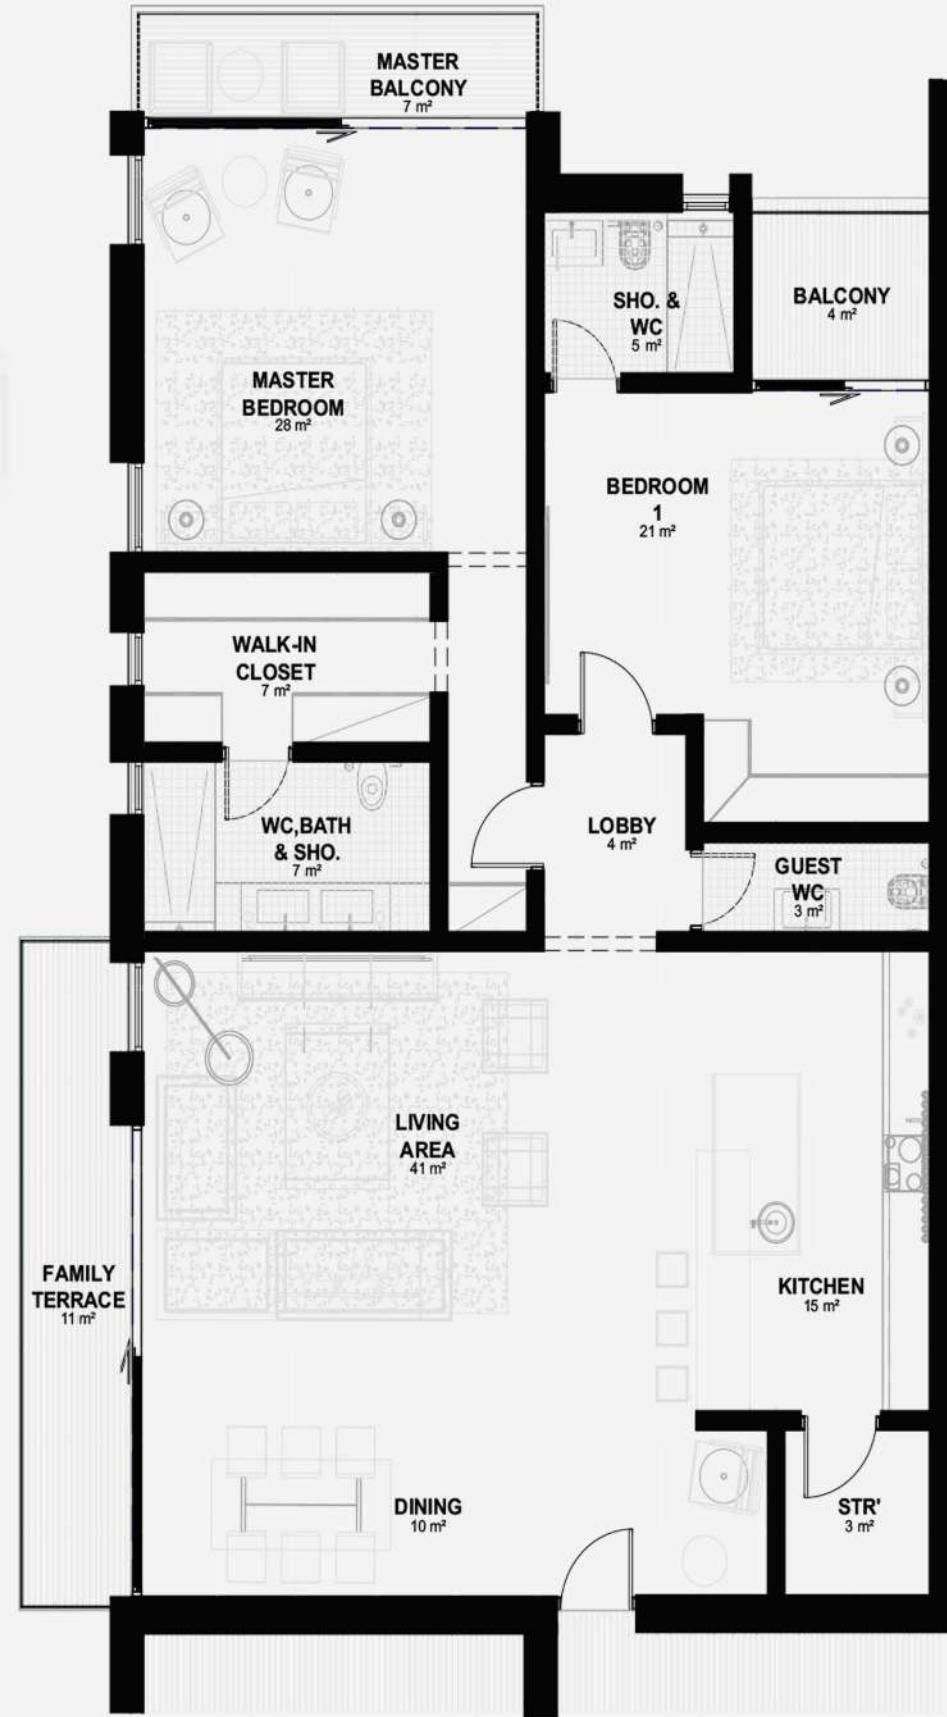 MASTER
BALCONY
7 m²
MASTER
BEDROOM
28 m²
SHO. &
WC
5 m²
BALCONY
4 m²
BEDROOM
1
21 m²
WALK-IN
CLOSET
7 m²
WC,BATH
& SHO.
7 m²
LOBBY
4 m²
GUEST
WC
3 m²
LIVING
AREA
41 m²
FAMILY
TERRACE
11 m²
KITCHEN
15 m²
DINING
10 m²
STR'
3 m²